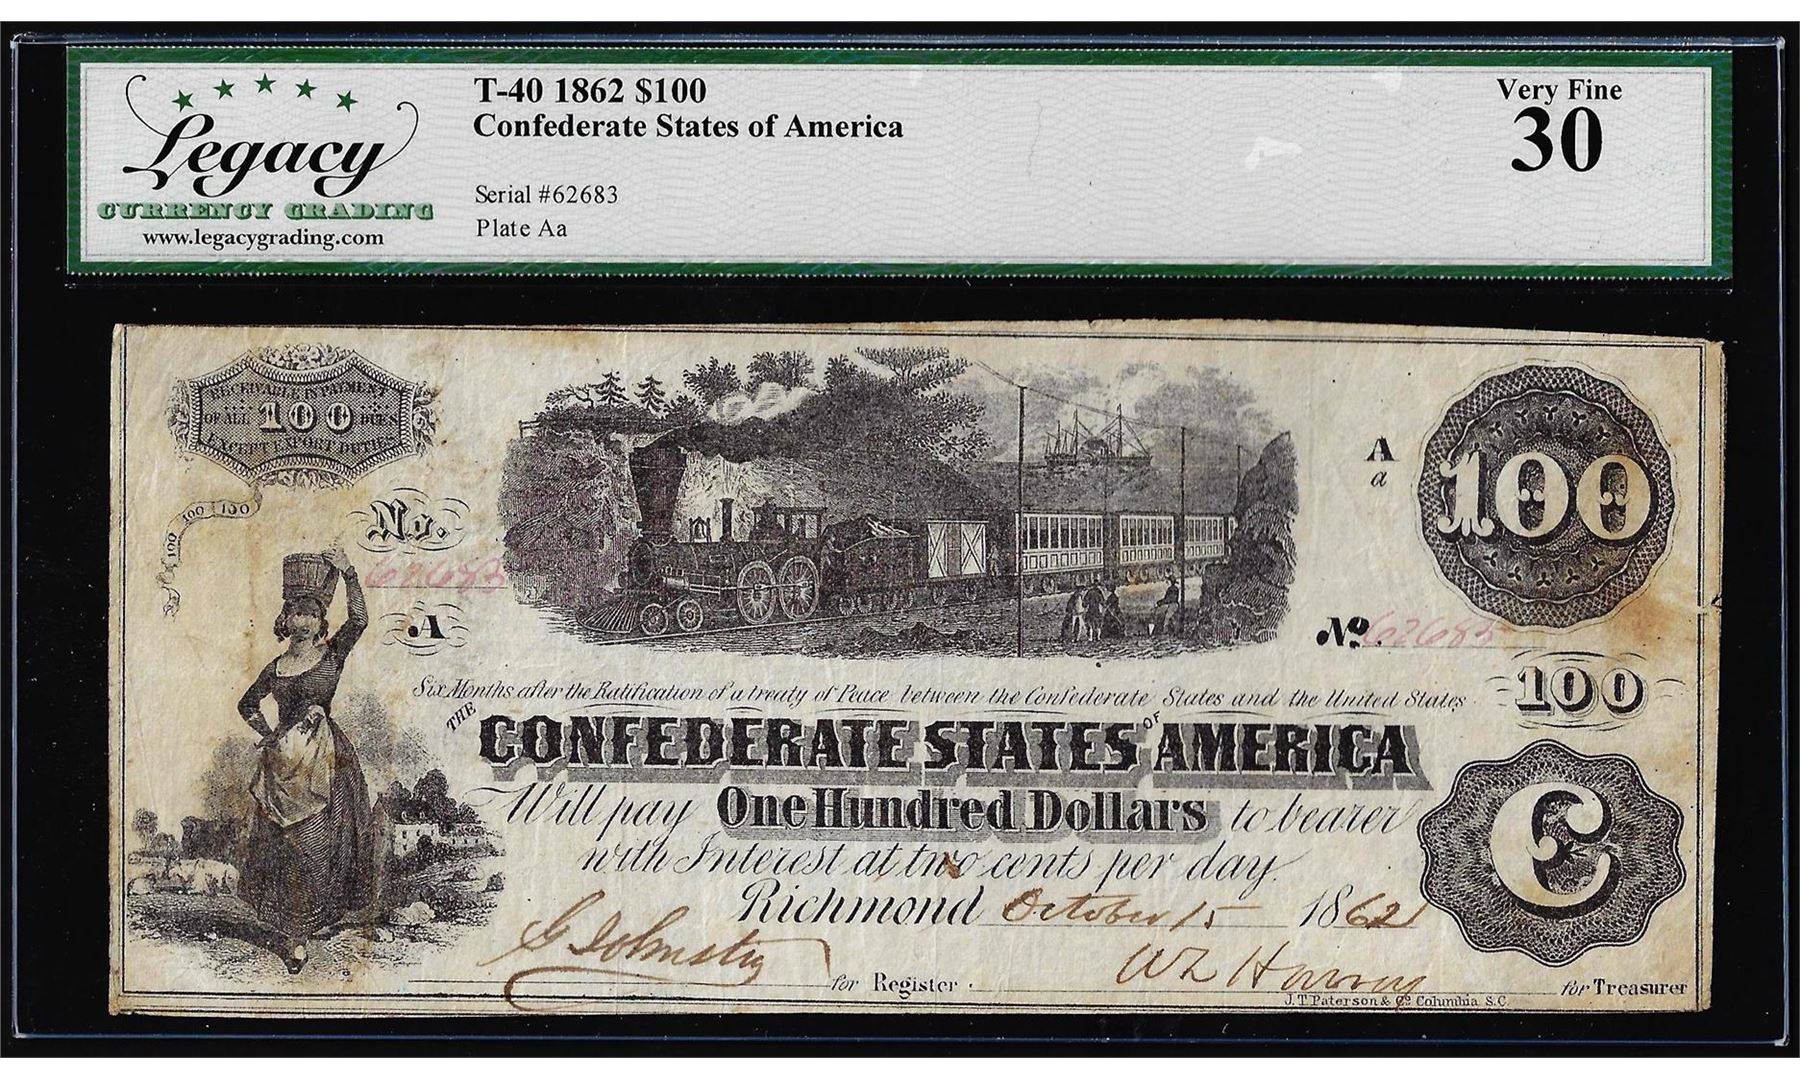 T-40 1862 $100
Confederate States of America
Serial #62683
Plate Aa
Legacy
CURRENCY GRADING
www.legacygrading.com
Very Fine
30
RECEIVABLE IN PAYMENT
OF ALL 100 DUES
EXCEPT EXPORT DUTIES
100 100
100
No.
62683
A
A
a
100
No 62683
100
Six Months after the Ratification of a treaty of Peace between the Confederate States and the United States
THE CONFEDERATE STATES OF AMERICA
Will pay One Hundred Dollars to bearer
with Interest at two cents per day.
Richmond October 15 1862
C
G Johnston for Register.
for Treasurer
J.T. Paterson & Co Columbia S.C.